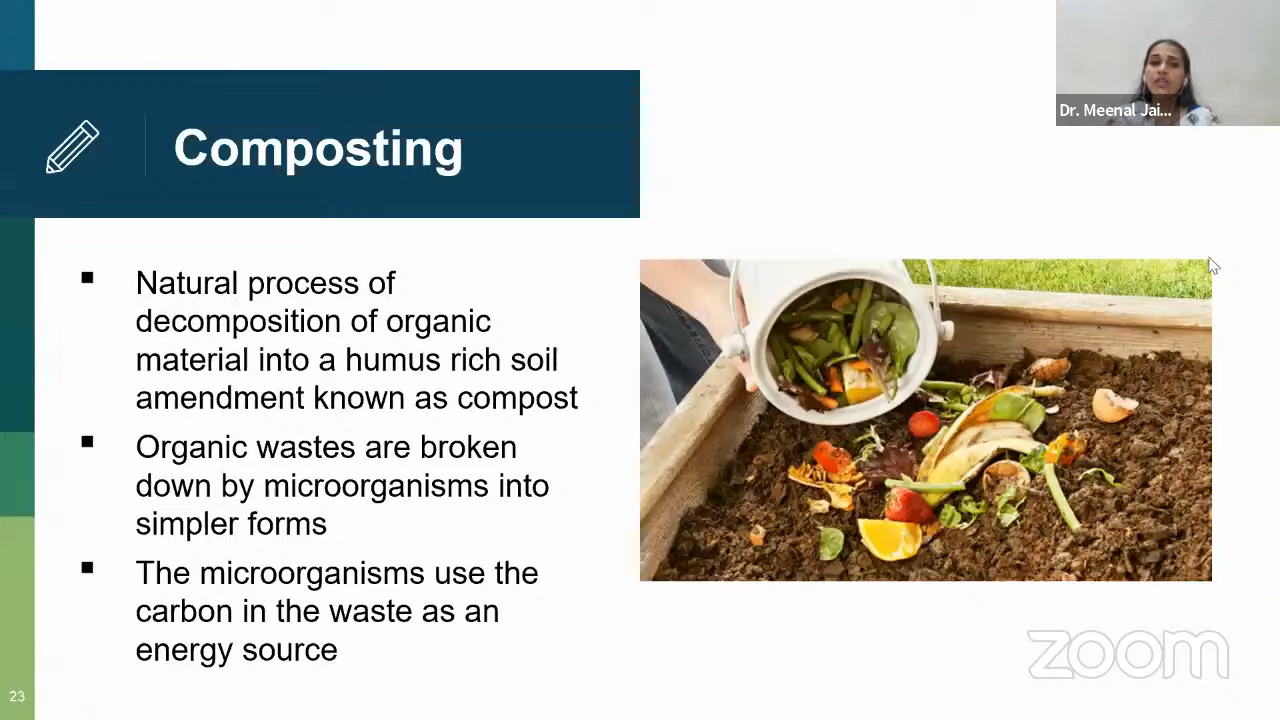 Dr. Meenal Jai...
Composting
Natural process of
decomposition of organic
material into a humus rich soil
amendment known as compost
Organic wastes are broken
down by microorganisms into
simpler forms
The microorganisms use the
carbon in the waste as an
energy source
zoom
23